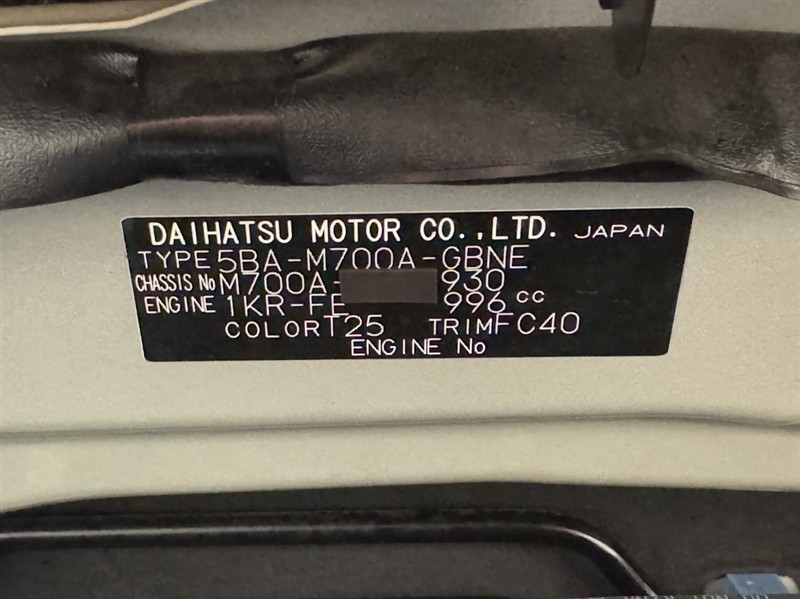 DAIHATSU MOTOR CO.,LTD. JAPAN
TYPE 5BA-M700A-GBNE
CHASSIS No M700A- 930
ENGINE 1KR-FE 996 cc
COLOR T25 TRIM FC40
ENGINE No